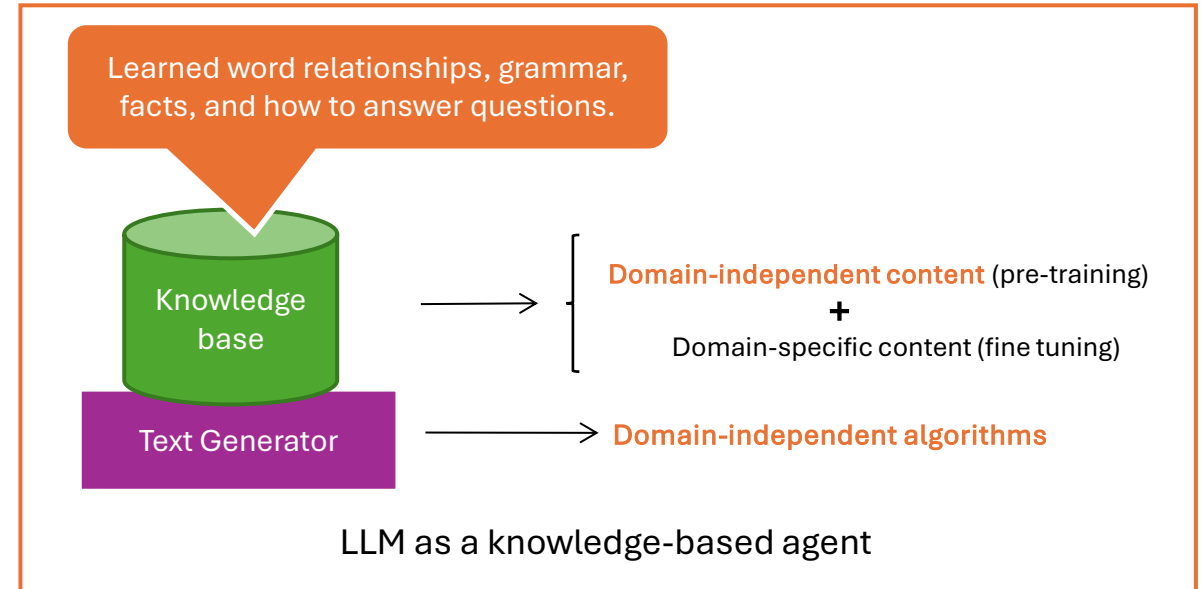 Learned word relationships, grammar,
facts, and how to answer questions.
Knowledge
base
Domain-independent content (pre-training)
+
Domain-specific content (fine tuning)
Text Generator
Domain-independent algorithms
LLM as a knowledge-based agent